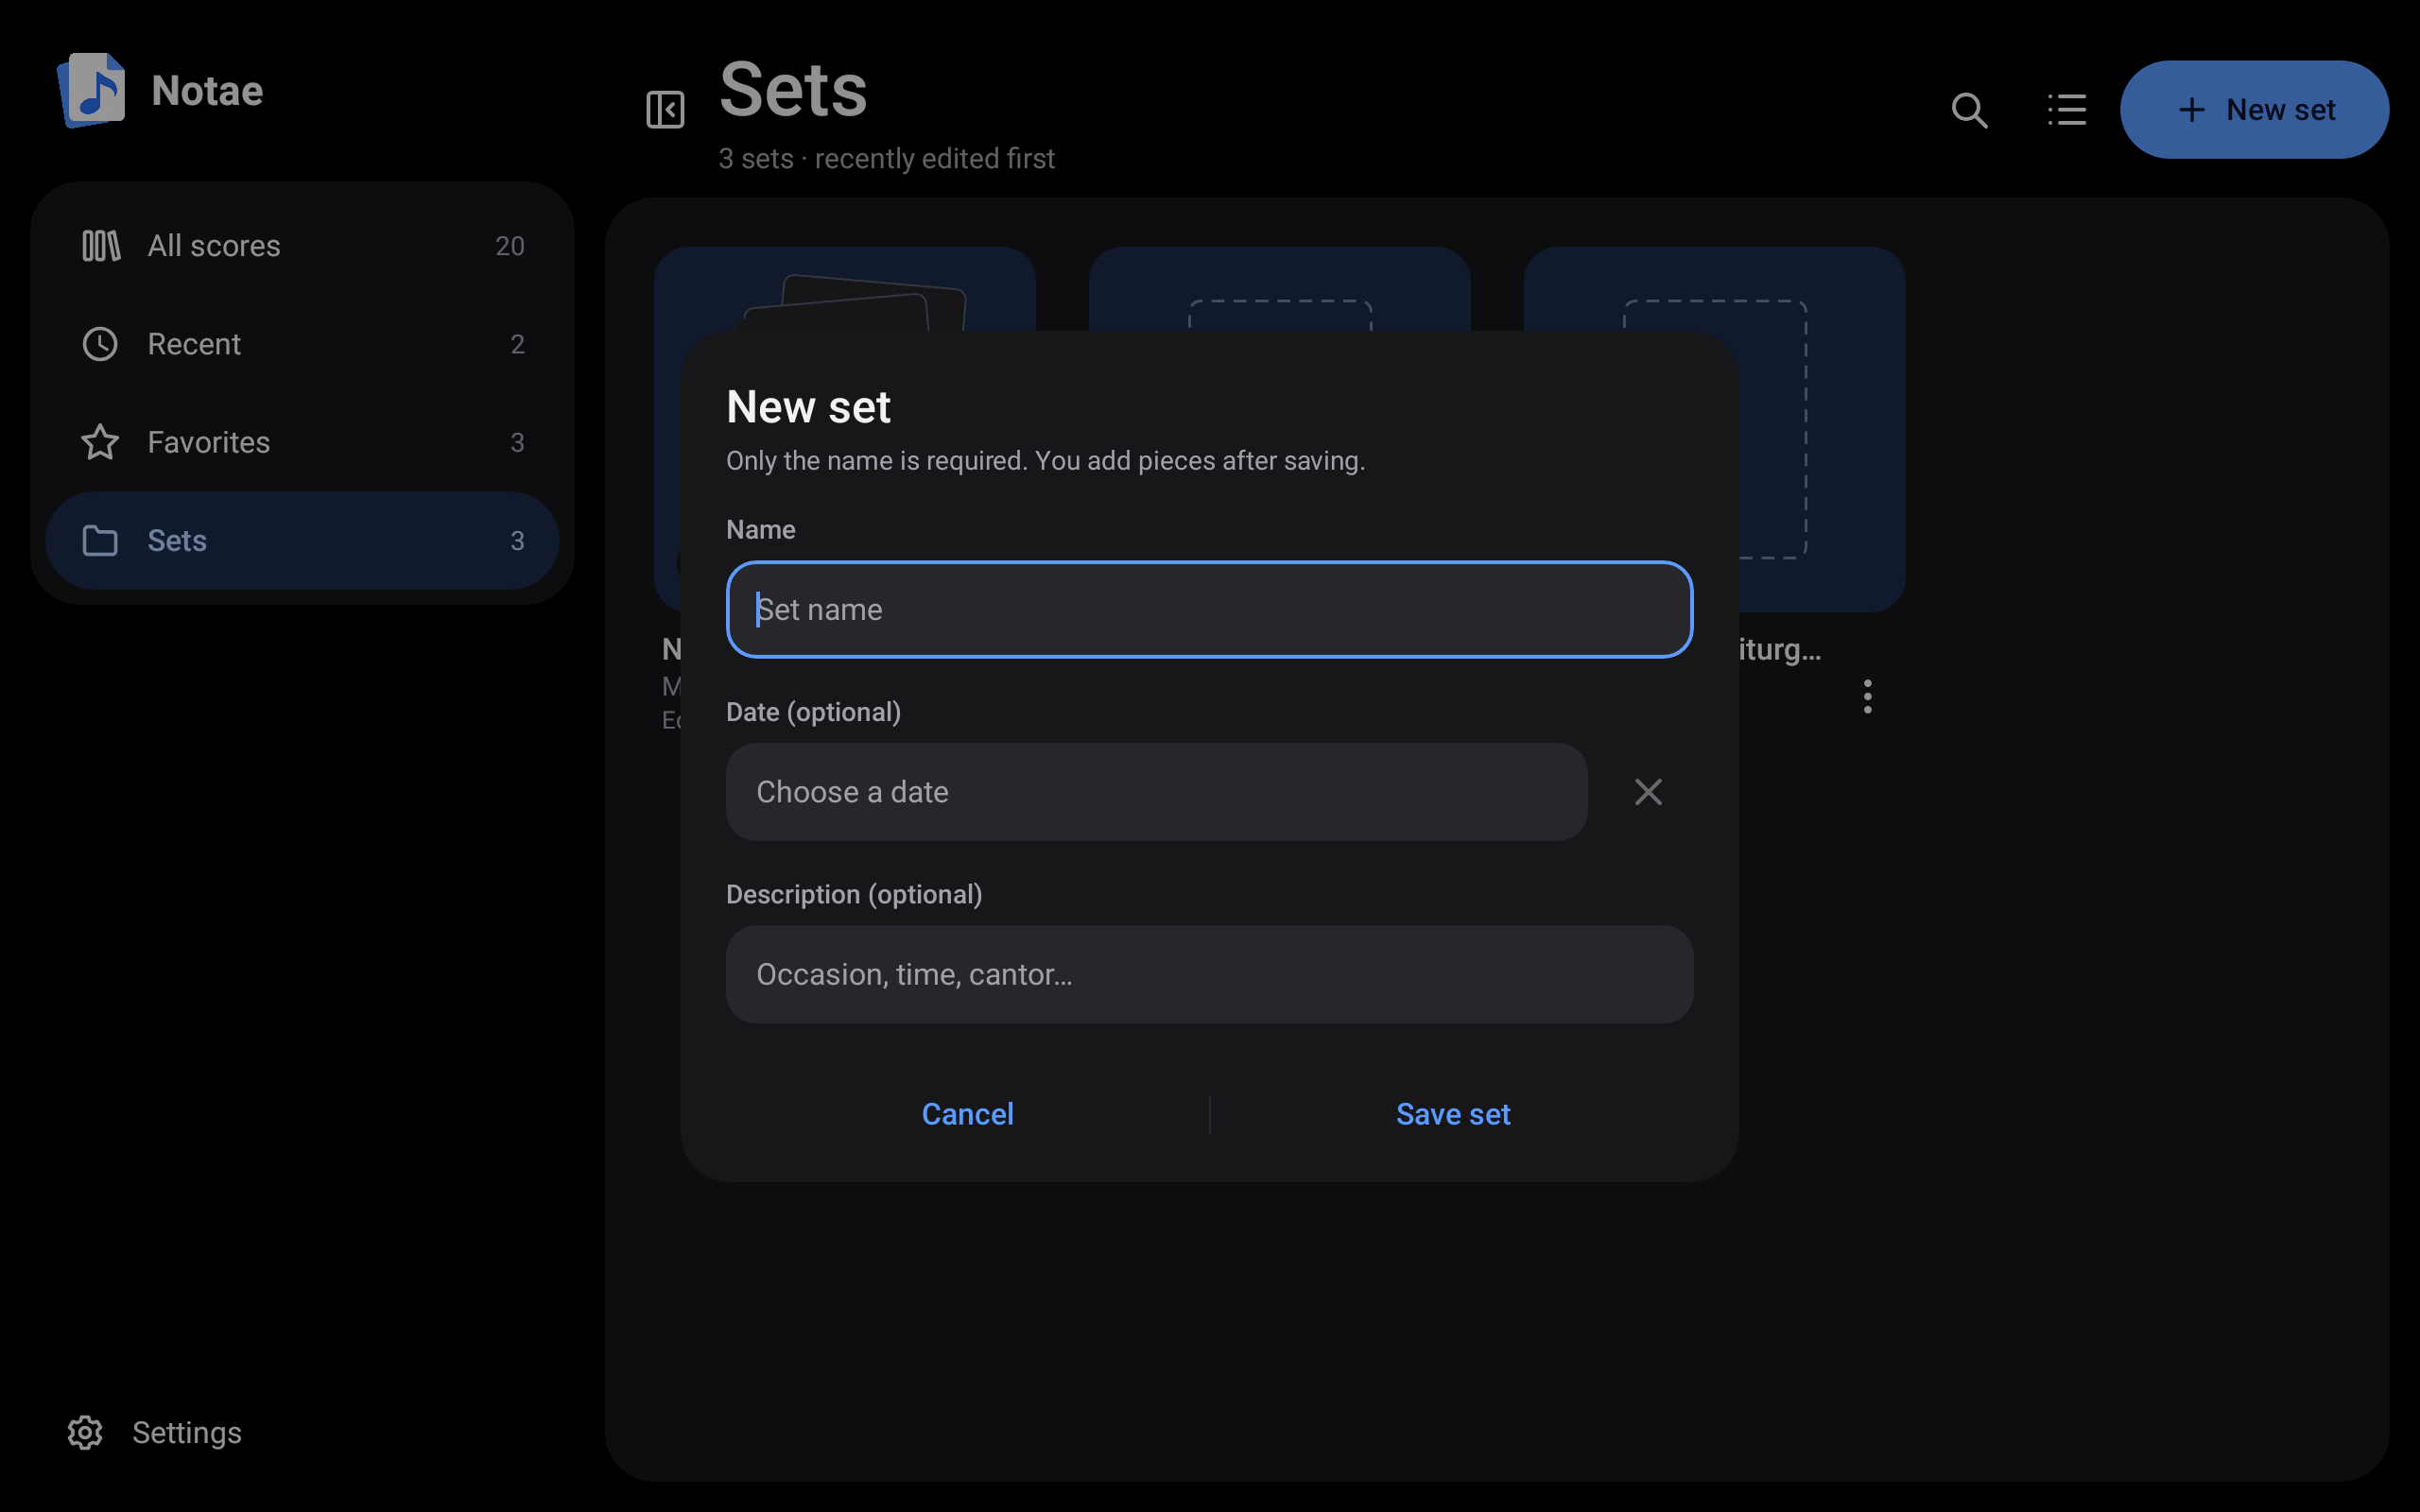 Notae
Sets
3 sets · recently edited first
New set
All scores 20
Recent 2
Favorites 3
Sets 3
New set
Only the name is required. You add pieces after saving.
Name
Set name
Date (optional)
Choose a date
Description (optional)
Occasion, time, cantor…
Cancel
Save set
iturg…
Settings